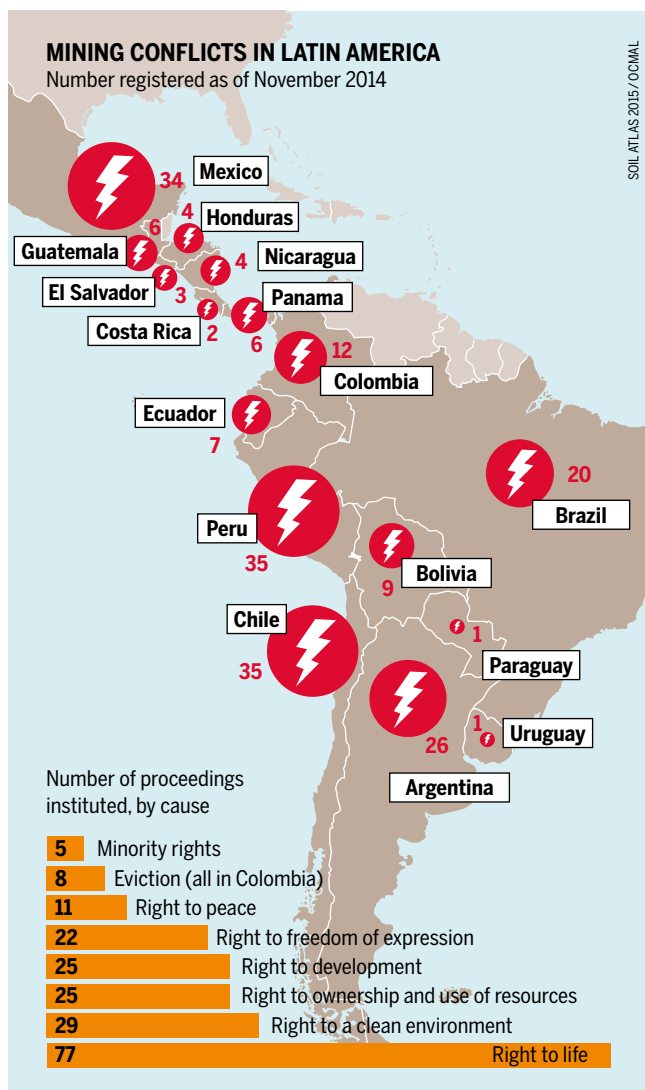 MINING CONFLICTS IN LATIN AMERICA
Number registered as of November 2014
SOIL ATLAS 2015/ OCMAL
34
Mexico
4
Honduras
6
Guatemala
4
Nicaragua
El Salvador
3
Panama
Costa Rica
2
6
12
Colombia
Ecuador
7
20
Brazil
Peru
35
Bolivia
9
Chile
35
1
Paraguay
1
Uruguay
26
Argentina
Number of proceedings
instituted, by cause
5 Minority rights
8 Eviction (all in Colombia)
11 Right to peace
22 Right to freedom of expression
25 Right to development
25 Right to ownership and use of resources
29 Right to a clean environment
77 Right to life